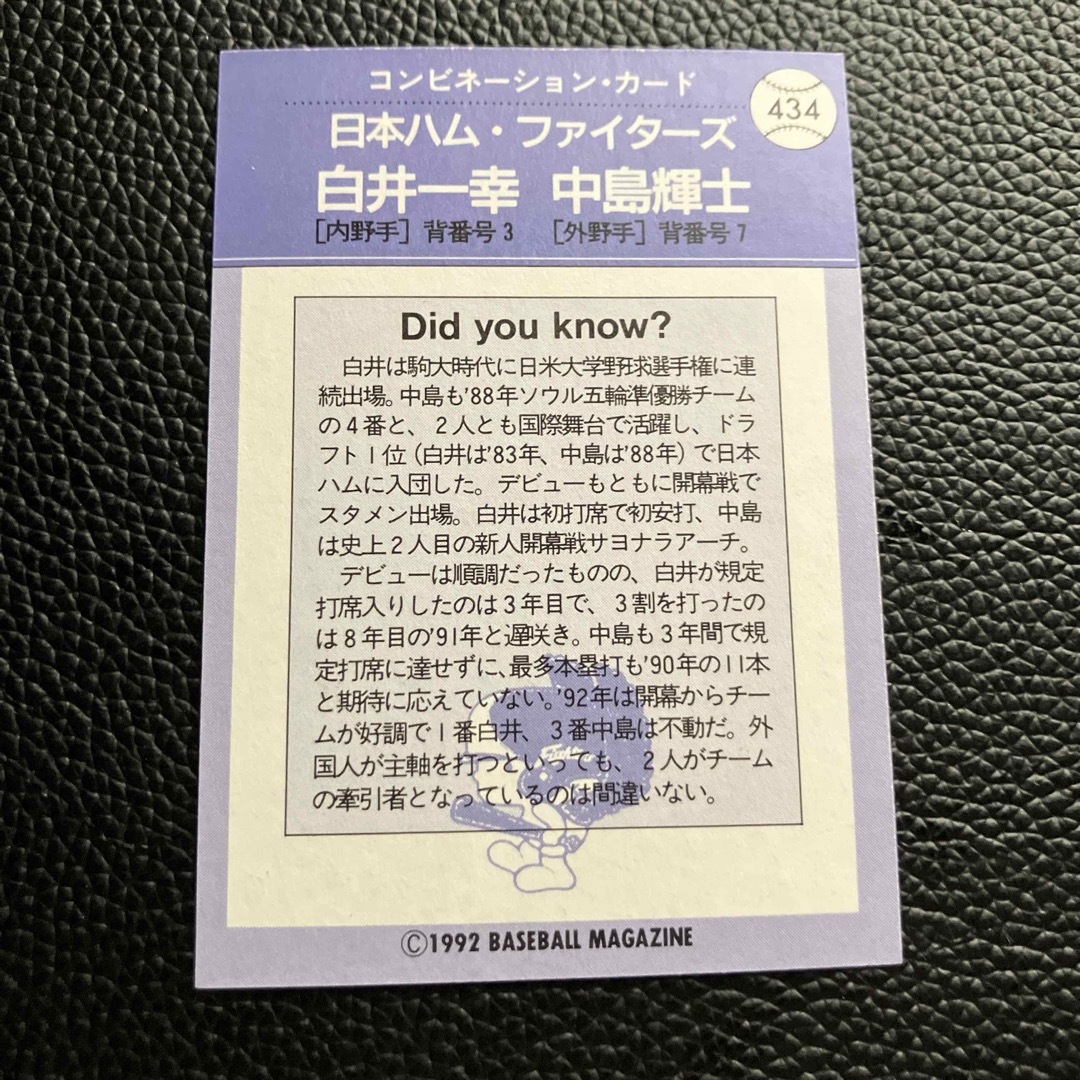 コンビネーション・カード
434
日本ハム・ファイターズ
白井一幸 中島輝士
［内野手］背番号3 ［外野手］背番号7
Did you know?
白井は駒大時代に日米大学野球選手権に連
続出場。中島も'88年ソウル五輪準優勝チーム
の4番と、2人とも国際舞台で活躍し、ドラ
フト1位（白井は'83年、中島は'88年）で日本
ハムに入団した。デビューもともに開幕戦で
スタメン出場。白井は初打席で初安打、中島
は史上2人目の新人開幕戦サヨナラアーチ。
デビューは順調だったものの、白井が規定
打席入りしたのは3年目で、3割を打ったの
は8年目の'91年と遅咲き。中島も3年間で規
定打席に達せずに、最多本塁打も'90年の11本
と期待に応えていない。'92年は開幕からチー
ムが好調で1番白井、3番中島は不動だ。外
国人が主軸を打つといっても、2人がチーム
の牽引者となっているのは間違いない。
©1992 BASEBALL MAGAZINE